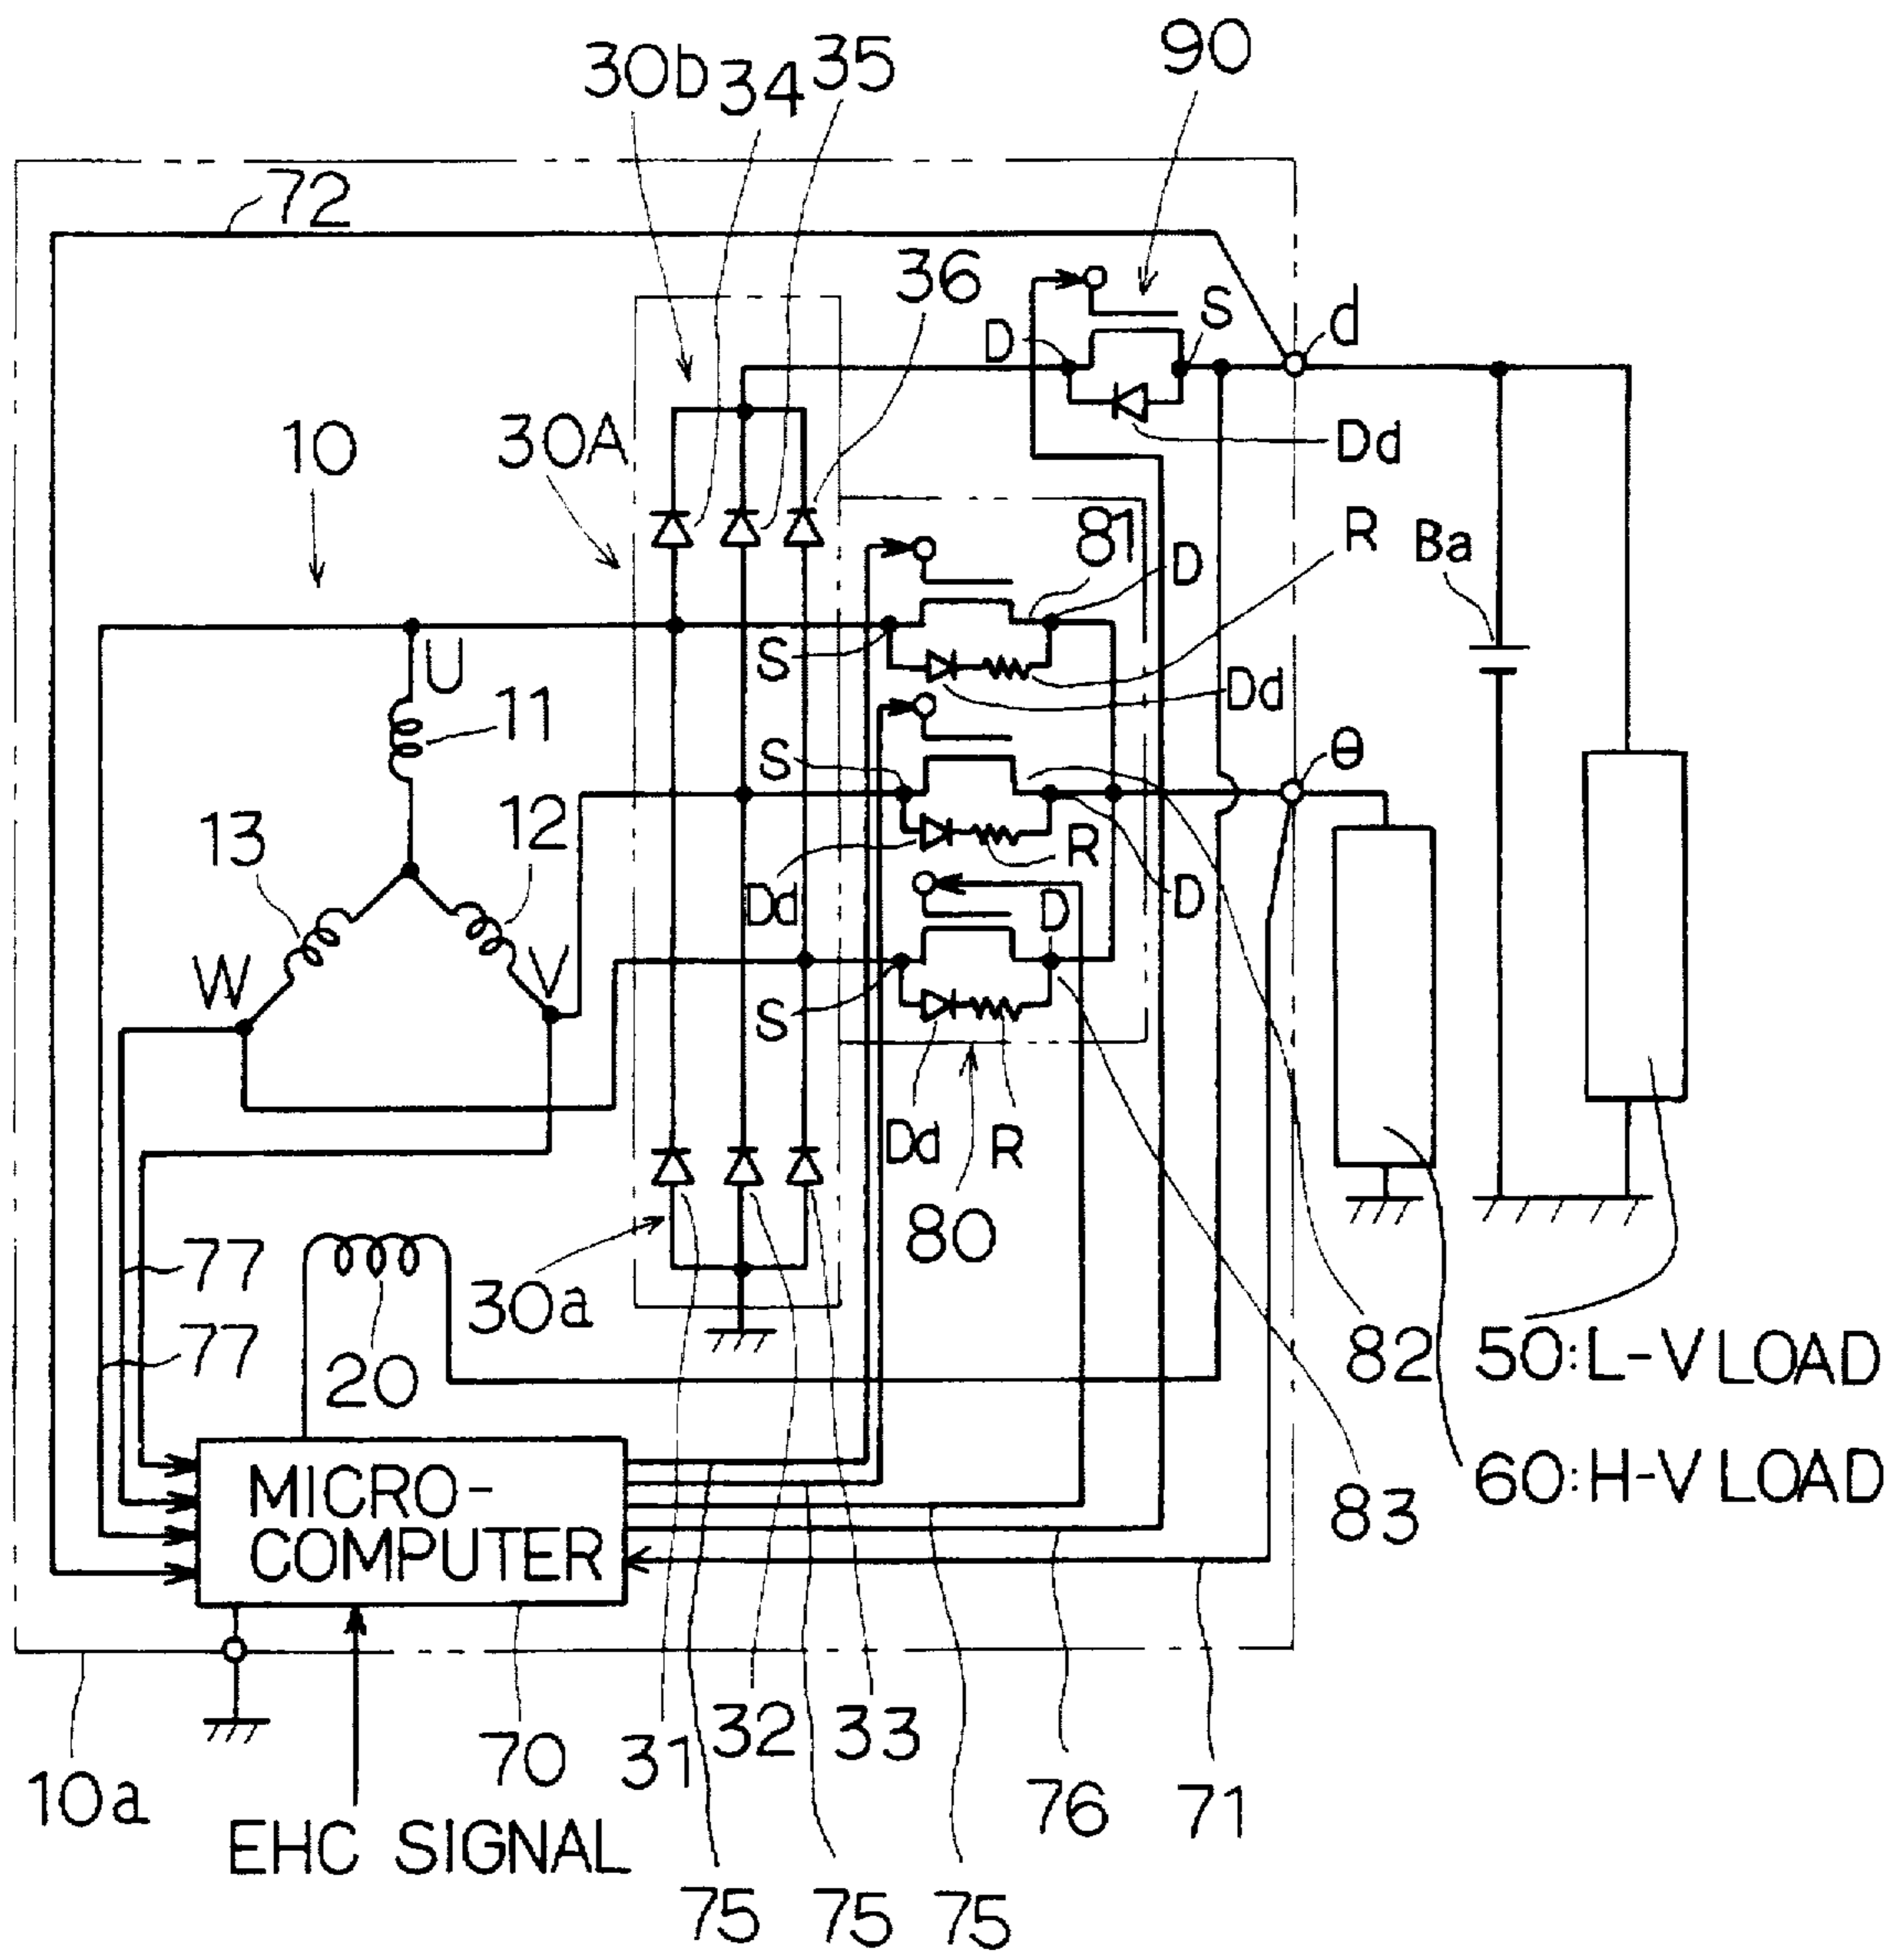 90
30b 34 35
72
36
D S d
30A
Dd
10
81 D R Ba
U S
11 Dd
S e
13 12
R
Dd D D
W V
S
Dd R
77 80
30a
77 20
82 50:L-V LOAD
MICRO-
COMPUTER
60:H-V LOAD
83
70 31 32 33
10a 76 71
EHC SIGNAL
75 75 75